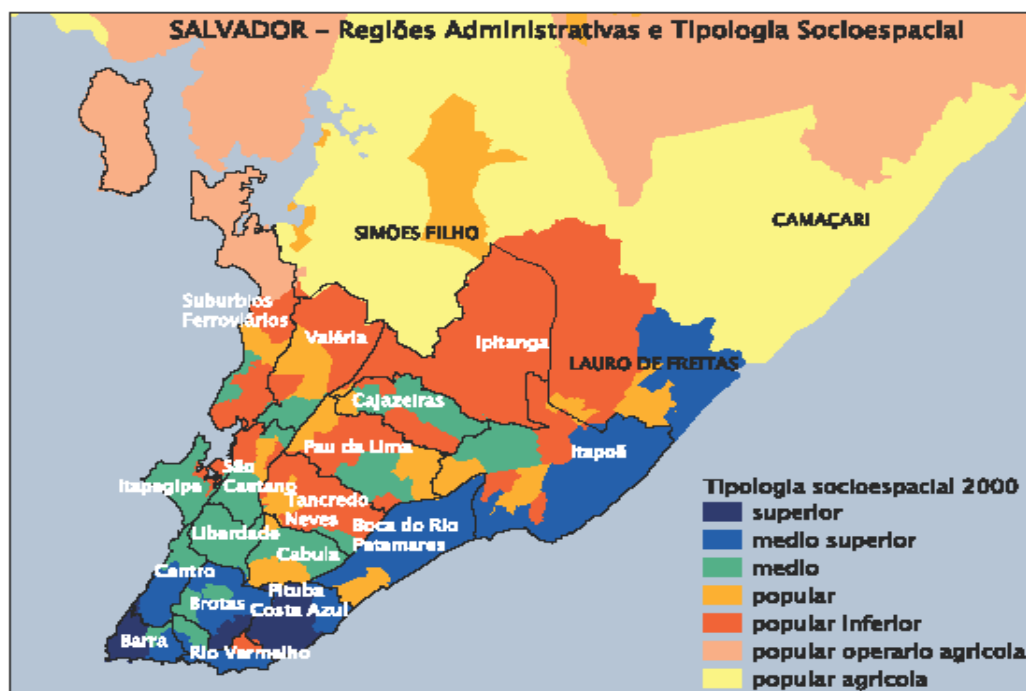 SALVADOR – Regiões Administrativas e Tipologia Socioespacial
CAMAÇARI
SIMÕES FILHO
Suburbios
Ferroviários
Valéria
Ipitanga
LAURO DE FREITAS
Cajazeiras
Pau da Lima
Itapoã
São
Caetano
Itapagipe
Tancredo
Neves
Boca do Rio
Patamares
Liberdade
Cabula
Centro
Pituba
Costa Azul
Brotas
Barra
Rio Vermelho
Tipologia socioespacial 2000
superior
medio superior
medio
popular
popular inferior
popular operario agricola
popular agricola